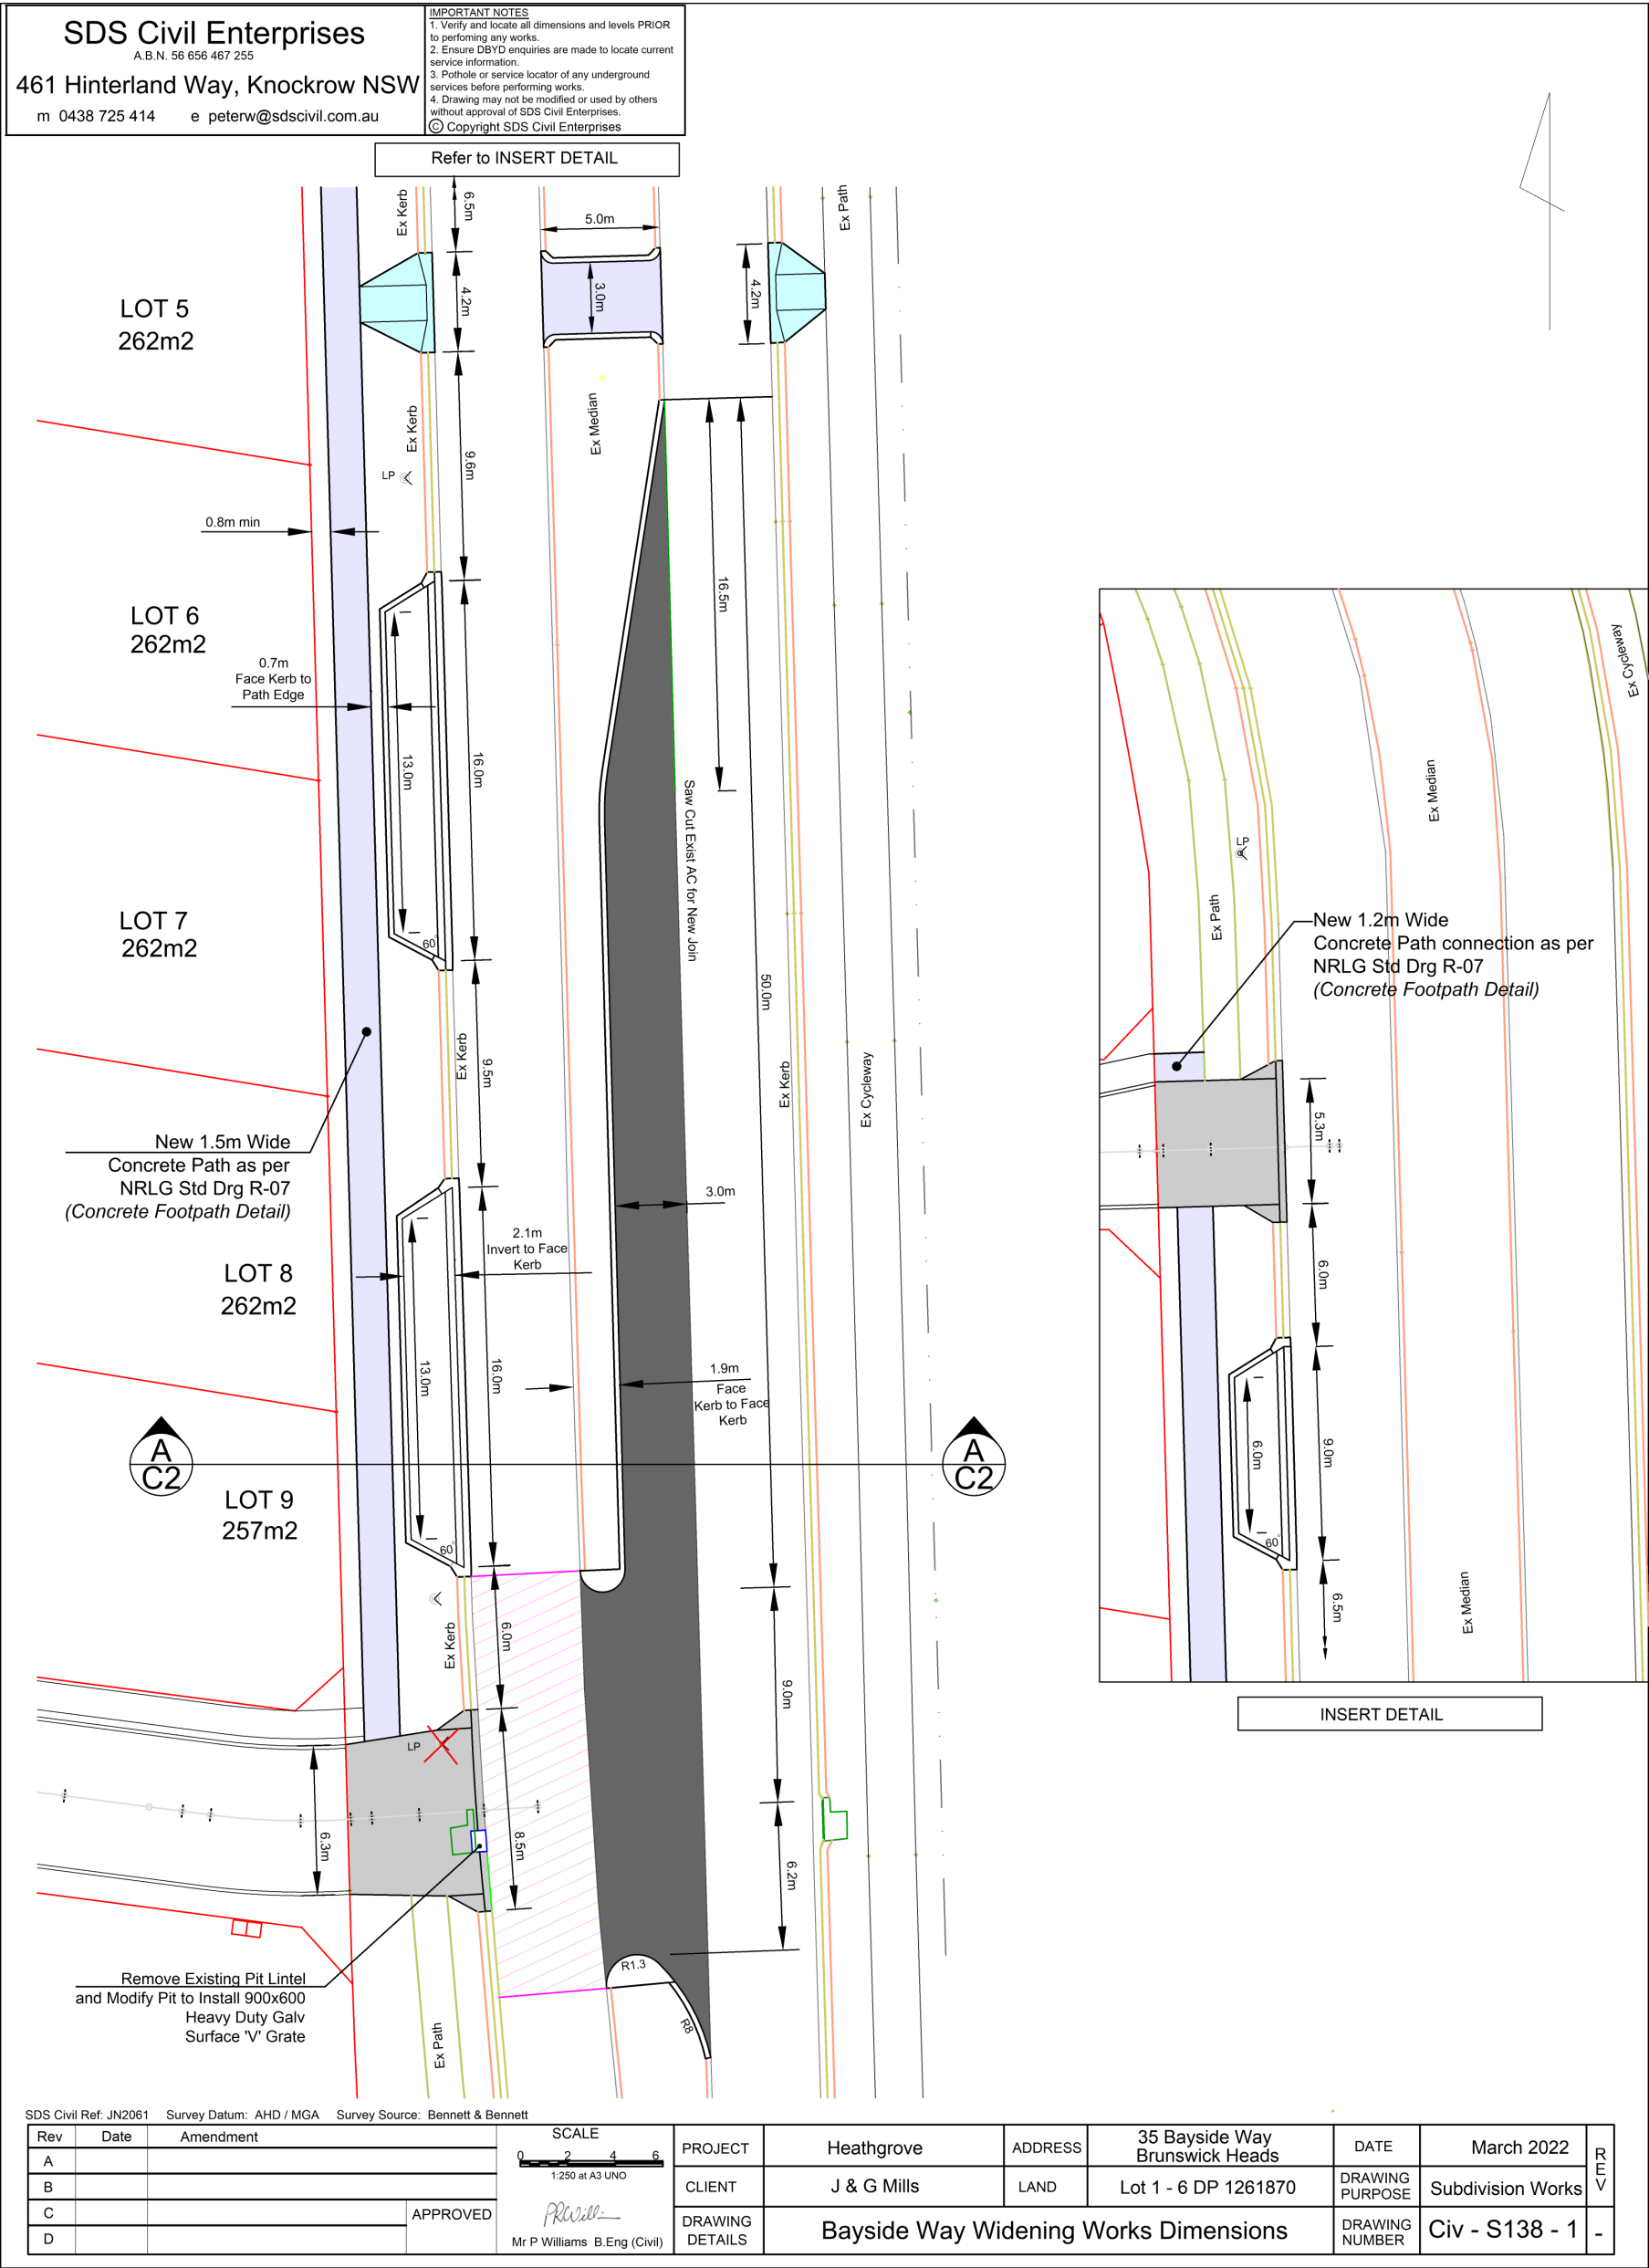 SDS Civil Enterprises
A.B.N. 56 656 467 255
461 Hinterland Way, Knockrow NSW
m 0438 725 414 e peterw@sdscivil.com.au
IMPORTANT NOTES
1. Verify and locate all dimensions and levels PRIOR
to perfoming any works.
2. Ensure DBYD enquiries are made to locate current
service information.
3. Pothole or service locator of any underground
services before performing works.
4. Drawing may not be modified or used by others
without approval of SDS Civil Enterprises.
© Copyright SDS Civil Enterprises
Refer to INSERT DETAIL
Ex Kerb
6.5m
5.0m
Ex Path
LOT 5
262m2
4.2m
3.0m
4.2m
Ex Kerb
Ex Median
9.6m
LP
0.8m min
16.5m
LOT 6
262m2
0.7m
Face Kerb to
Path Edge
13.0m
16.0m
Saw Cut Exist AC for New Join
LOT 7
262m2
60°
50.0m
Ex Kerb
9.5m
Ex Kerb
Ex Cycleway
New 1.5m Wide
Concrete Path as per
NRLG Std Drg R-07
(Concrete Footpath Detail)
3.0m
2.1m
Invert to Face
Kerb
LOT 8
262m2
13.0m
16.0m
1.9m
Face
Kerb to Face
Kerb
A
C2
A
C2
LOT 9
257m2
60°
6.0m
Ex Kerb
9.0m
LP
6.3m
8.5m
6.2m
R1.3
R8
Remove Existing Pit Lintel
and Modify Pit to Install 900x600
Heavy Duty Galv
Surface 'V' Grate
Ex Path
Ex Cycleway
Ex Median
LP
Ex Path
New 1.2m Wide
Concrete Path connection as per
NRLG Std Drg R-07
(Concrete Footpath Detail)
5.3m
6.0m
6.0m
9.0m
60°
6.5m
Ex Median
INSERT DETAIL
SDS Civil Ref: JN2061 Survey Datum: AHD / MGA Survey Source: Bennett & Bennett
Rev Date Amendment
A
B
C
D
APPROVED
SCALE
0 2 4 6
1:250 at A3 UNO
PRWilli
Mr P Williams B.Eng (Civil)
PROJECT Heathgrove
ADDRESS 35 Bayside Way
Brunswick Heads
DATE March 2022
CLIENT J & G Mills
LAND Lot 1 - 6 DP 1261870
DRAWING
PURPOSE Subdivision Works
DRAWING
DETAILS Bayside Way Widening Works Dimensions
DRAWING
NUMBER Civ - S138 - 1
REV
-